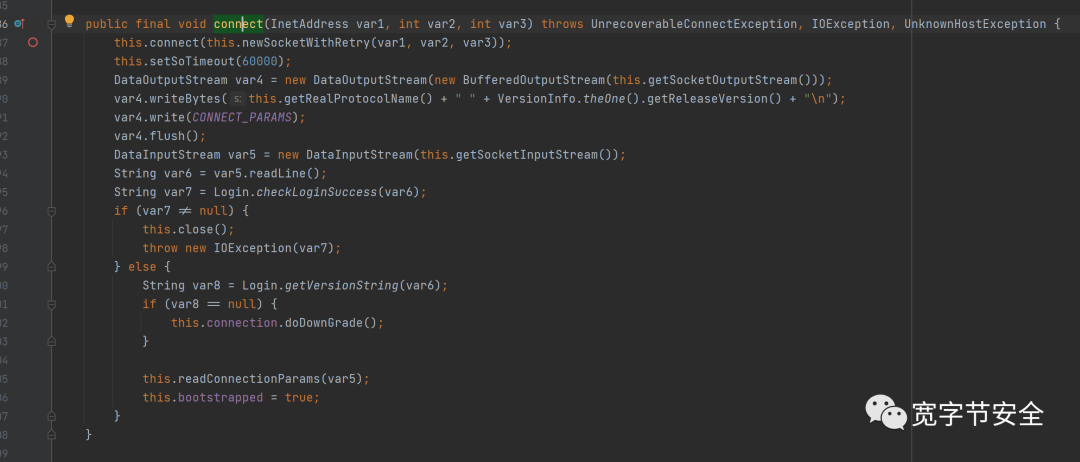 public final void connect(InetAddress var1, int var2, int var3) throws UnrecoverableConnectException, IOException, UnknownHostException {
this.connect(this.newSocketWithRetry(var1, var2, var3));
this.setSoTimeout(60000);
DataOutputStream var4 = new DataOutputStream(new BufferedOutputStream(this.getSocketOutputStream()));
var4.writeBytes( s: this.getRealProtocolName() + " " + VersionInfo.theOne().getReleaseVersion() + "\n");
var4.write(CONNECT_PARAMS);
var4.flush();
DataInputStream var5 = new DataInputStream(this.getSocketInputStream());
String var6 = var5.readLine();
String var7 = Login.checkLoginSuccess(var6);
if (var7 ≠ null) {
this.close();
throw new IOException(var7);
} else {
String var8 = Login.getVersionString(var6);
if (var8 == null) {
this.connection.doDownGrade();
}
this.readConnectionParams(var5);
this.bootstrapped = true;
}
}
宽字节安全